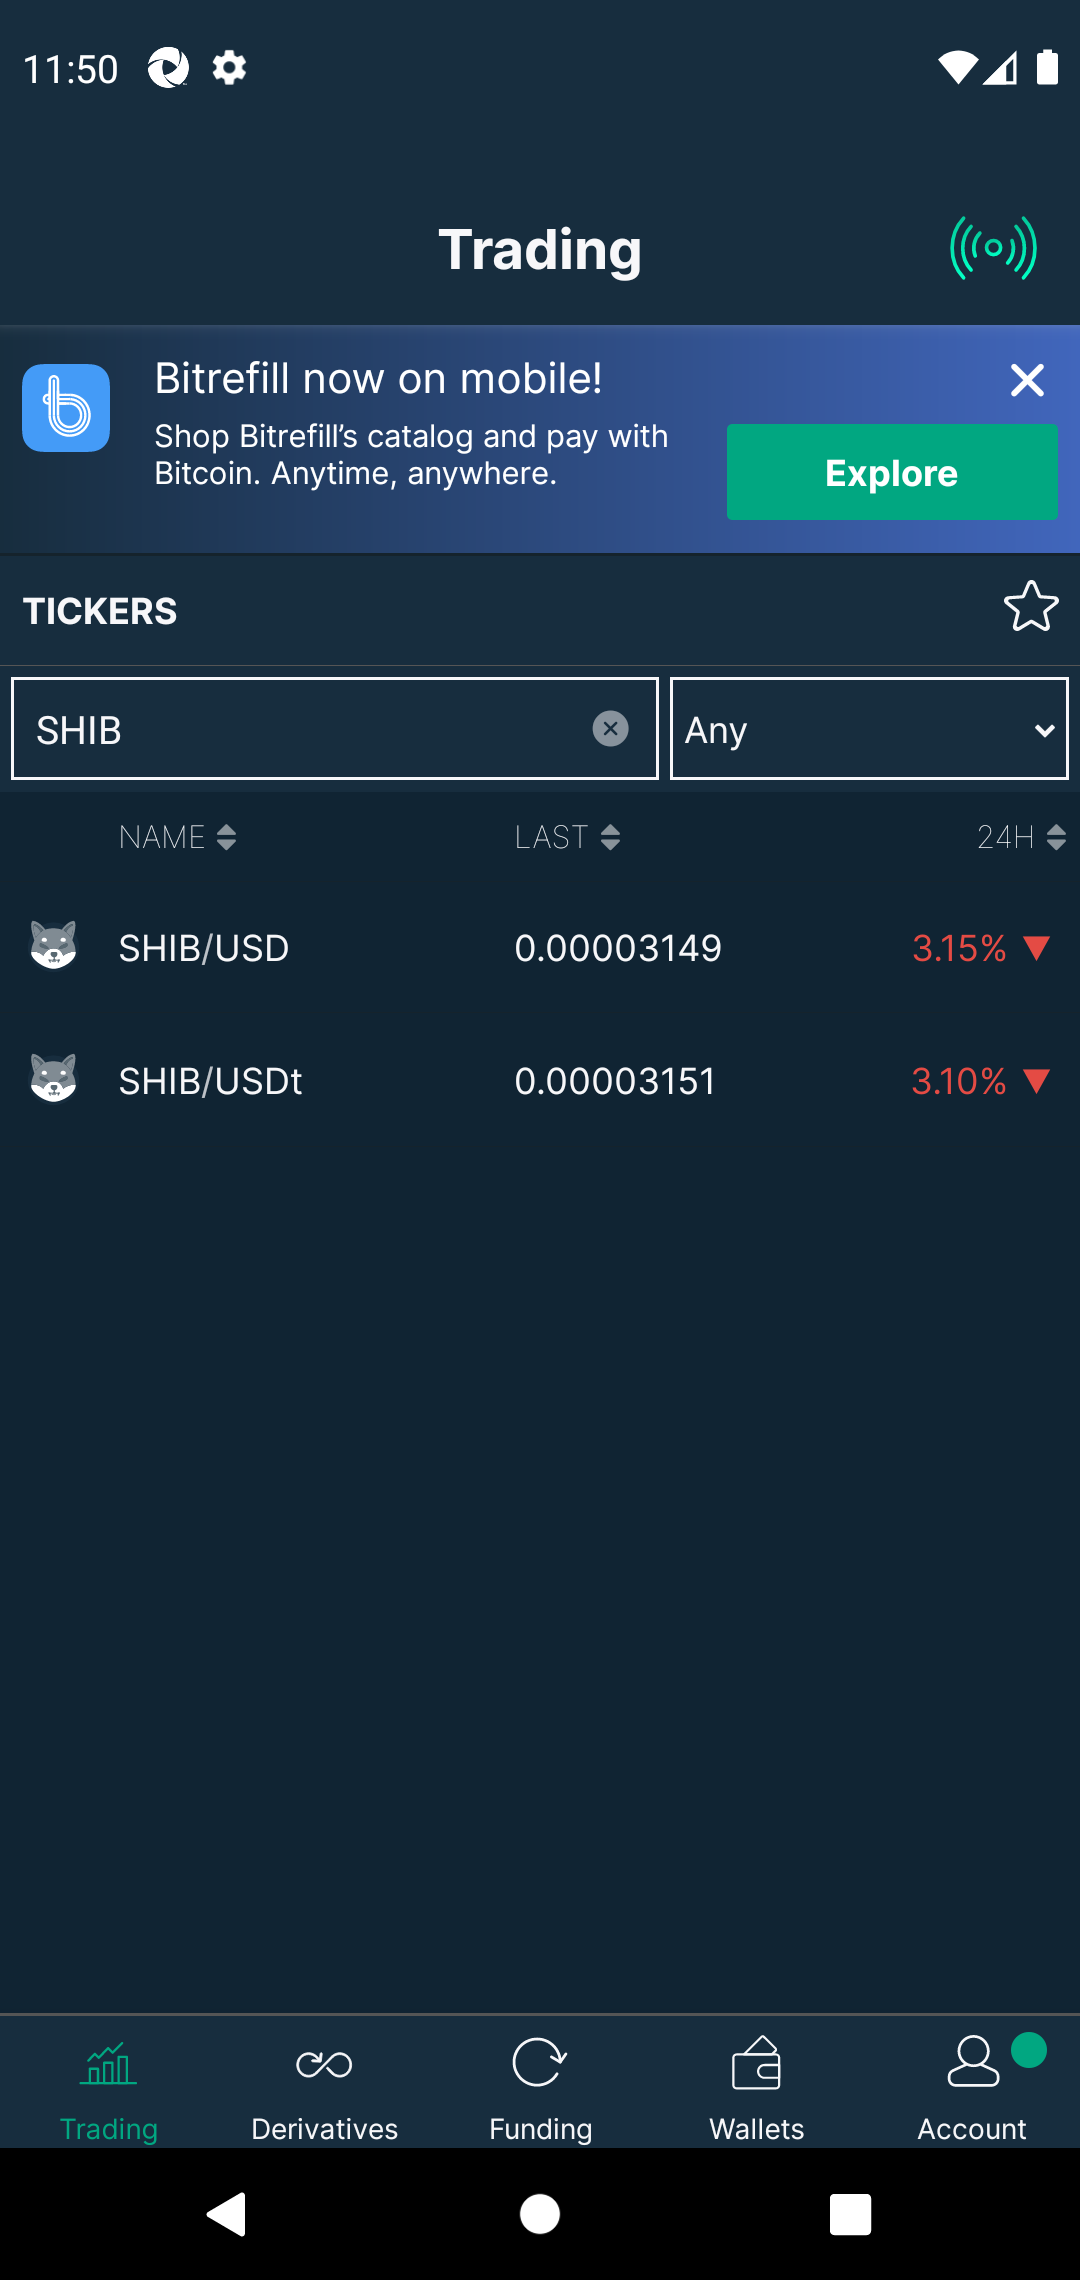 11:50
Trading
Bitrefill now on mobile!
Shop Bitrefill's catalog and pay with
Bitcoin. Anytime, anywhere.
Explore
TICKERS
SHIB
Any
NAME LAST 24H
SHIB/USD 0.00003149 3.15%
SHIB/USDt 0.00003151 3.10%
Trading Derivatives Funding Wallets Account